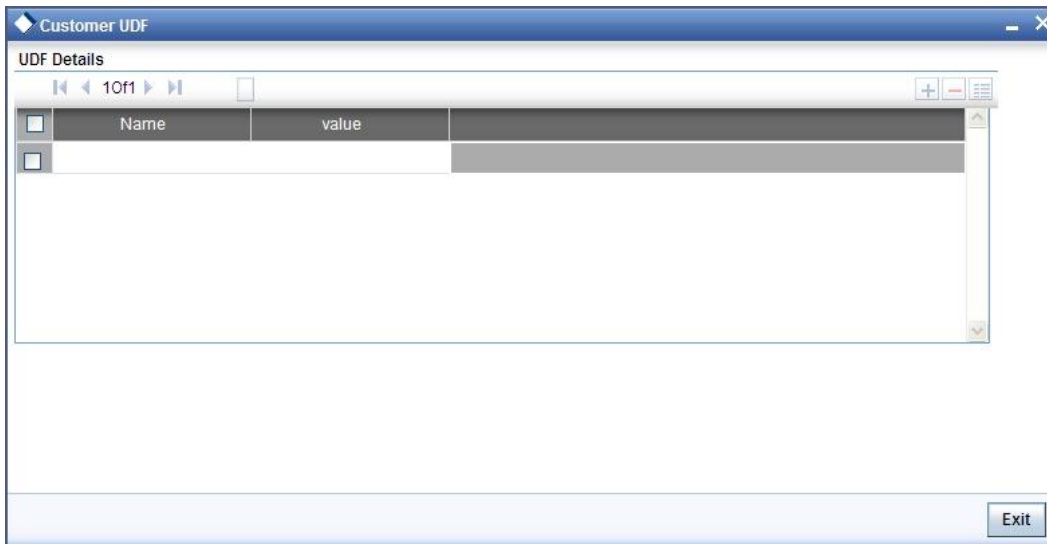 Customer UDF
UDF Details
1Of1
Name value
Exit